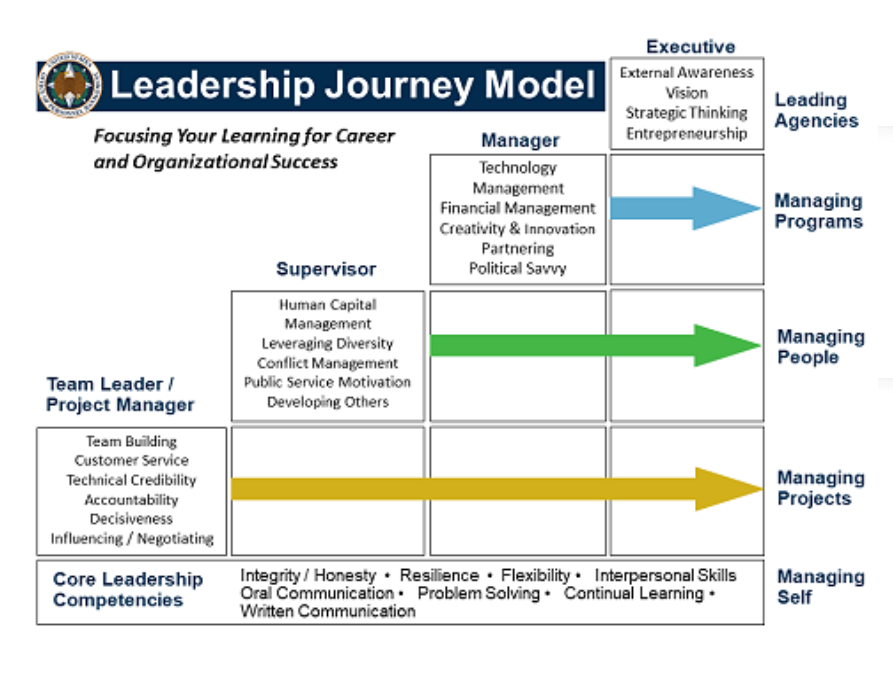 Leadership Journey Model
Focusing Your Learning for Career
and Organizational Success
Executive
External Awareness
Vision
Strategic Thinking
Entrepreneurship
Leading
Agencies
Manager
Technology
Management
Financial Management
Creativity & Innovation
Partnering
Political Savvy
Managing
Programs
Supervisor
Human Capital
Management
Leveraging Diversity
Conflict Management
Public Service Motivation
Developing Others
Managing
People
Team Leader /
Project Manager
Team Building
Customer Service
Technical Credibility
Accountability
Decisiveness
Influencing / Negotiating
Managing
Projects
Core Leadership
Competencies
Integrity / Honesty • Resilience • Flexibility • Interpersonal Skills
Oral Communication • Problem Solving • Continual Learning •
Written Communication
Managing
Self